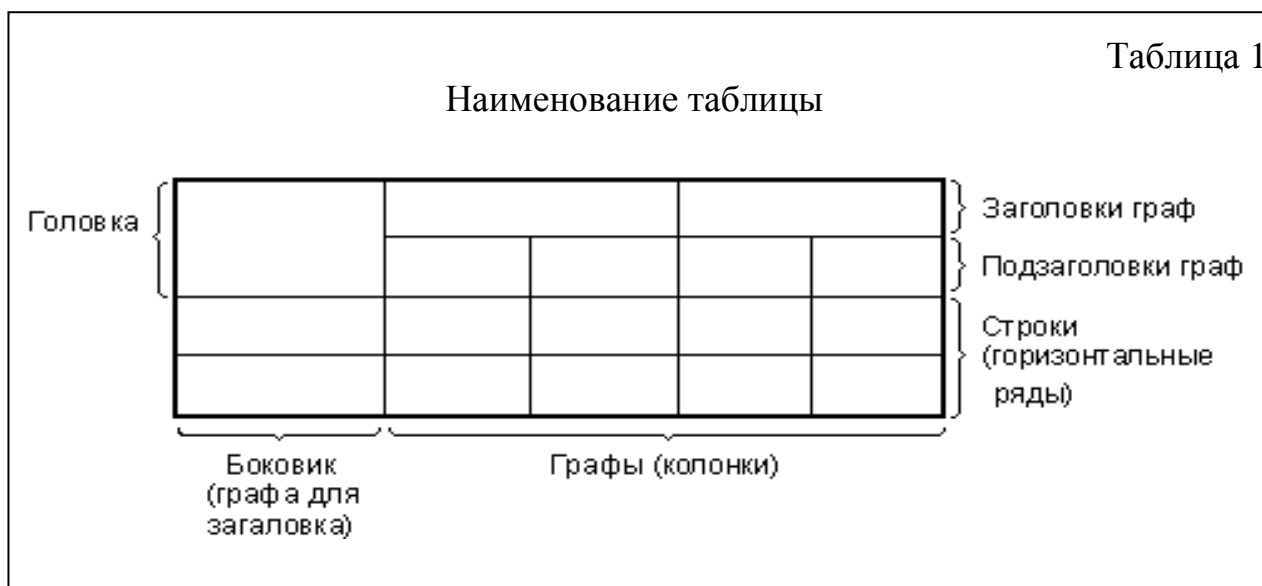 Таблица 1
Наименование таблицы
Головка
Заголовки граф
Подзаголовки граф
Строки
(горизонтальные
ряды)
Боковик
(графа для
загаловка)
Графы (колонки)